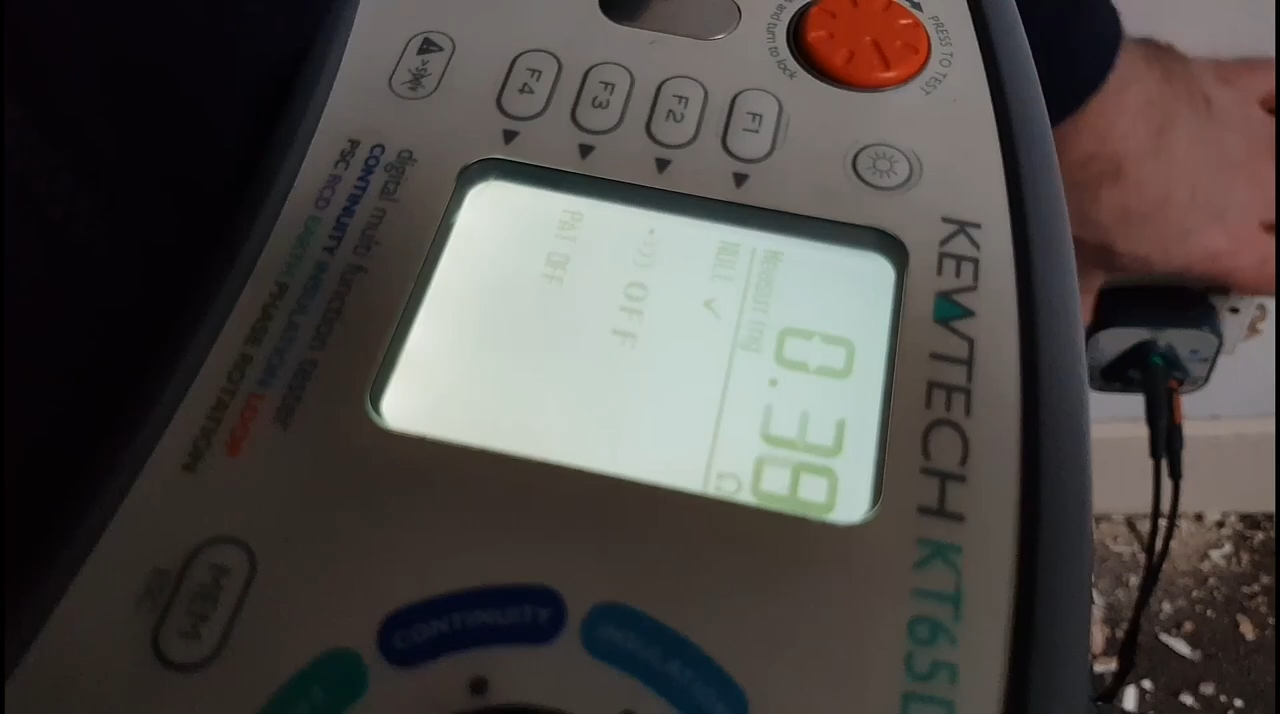 KEWTECH KT65D
PRESS TO TEST
and turn to lock
F1
F2
F3
F4
0.38 Ω
Measuring
NULL ✓
•))) OFF
PAT OFF
digital multi function tester
CONTINUITY INSULATION LOOP
PSC RCD EARTH PHASE ROTATION
MEM
CONTINUITY
INSULATION